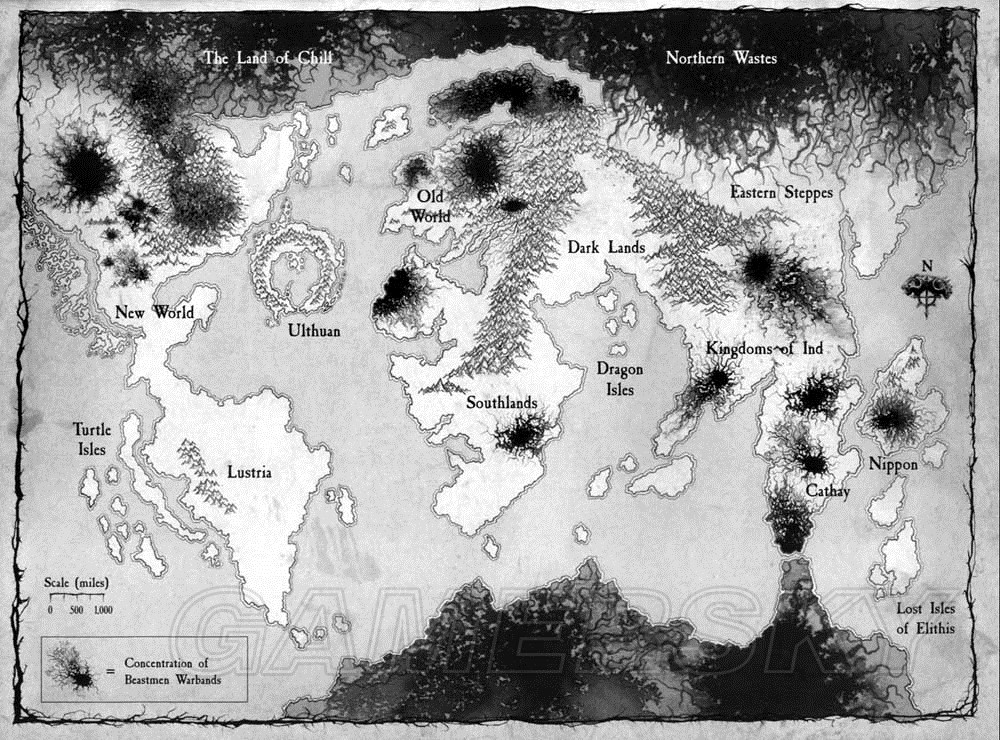 The Land of Chill
Northern Wastes
Eastern Steppes
Old
World
Dark Lands
N
New World
Ulthuan
Kingdoms of Ind
Dragon
Isles
Southlands
Turtle
Isles
Lustria
Nippon
Cathay
Scale (miles)
0 500 1,000
Lost Isles
of Elithis
=
Concentration of
Beastmen Warbands
GAMERSKY